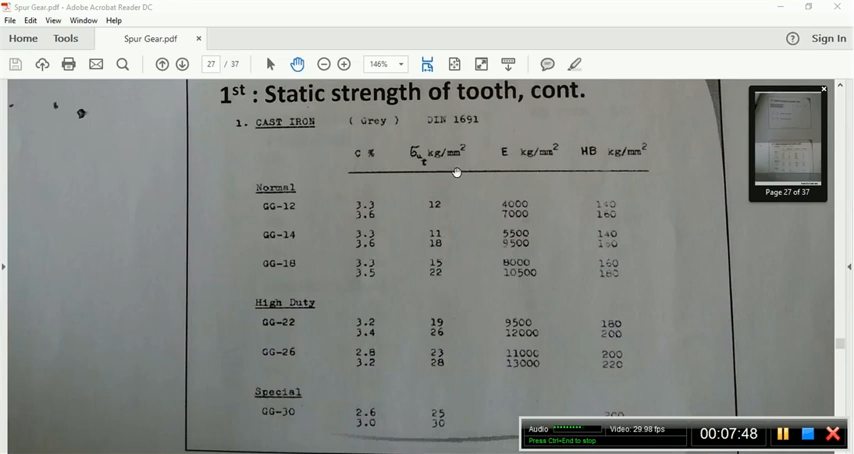 Spur Gear.pdf - Adobe Acrobat Reader DC
File Edit View Window Help
Home Tools Spur Gear.pdf × Sign In
27 / 37 146%
1st : Static strength of tooth, cont.
1. CAST IRON ( Grey ) DIN 1691
C % σut kg/mm2 E kg/mm2 HB kg/mm2
Normal
GG-12 3.3 12 4000 140
3.6 7000 160
GG-14 3.3 11 5500 140
3.6 18 9500
GG-18 3.3 15 8000 160
3.5 22 10500 180
High Duty
GG-22 3.2 19 9500 180
3.4 26 12000 200
GG-26 2.8 23 11000 200
3.2 28 13000 220
Special
GG-30 2.6 25
3.0 30
Page 27 of 37
Audio Video: 29.98 fps
Press Ctrl+End to stop
00:07:48